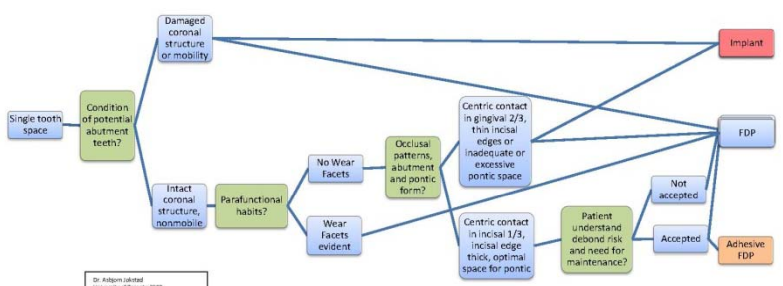 Damaged
coronal
structure
or mobility
Implant
Single tooth
space
Condition
of potential
abutment
teeth?
Centric contact
in gingival 2/3,
thin incisal
edges or
inadequate or
excessive
pontic space
FDP
No Wear
Facets
Occlusal
patterns,
abutment
and pontic
form?
Intact
coronal
structure,
nonmobile
Parafunctional
habits?
Wear
Facets
evident
Centric contact
in incisal 1/3,
incisal edge
thick, optimal
space for pontic
Patient
understand
debond risk
and need for
maintenance?
Not
accepted
Accepted
Adhesive
FDP
Dr. Asbjorn Jokstad